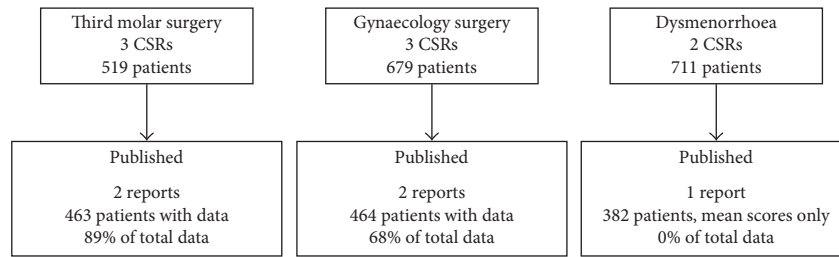 Third molar surgery
3 CSRs
519 patients
Gynaecology surgery
3 CSRs
679 patients
Dysmenorrhoea
2 CSRs
711 patients
Published
2 reports
463 patients with data
89% of total data
Published
2 reports
464 patients with data
68% of total data
Published
1 report
382 patients, mean scores only
0% of total data